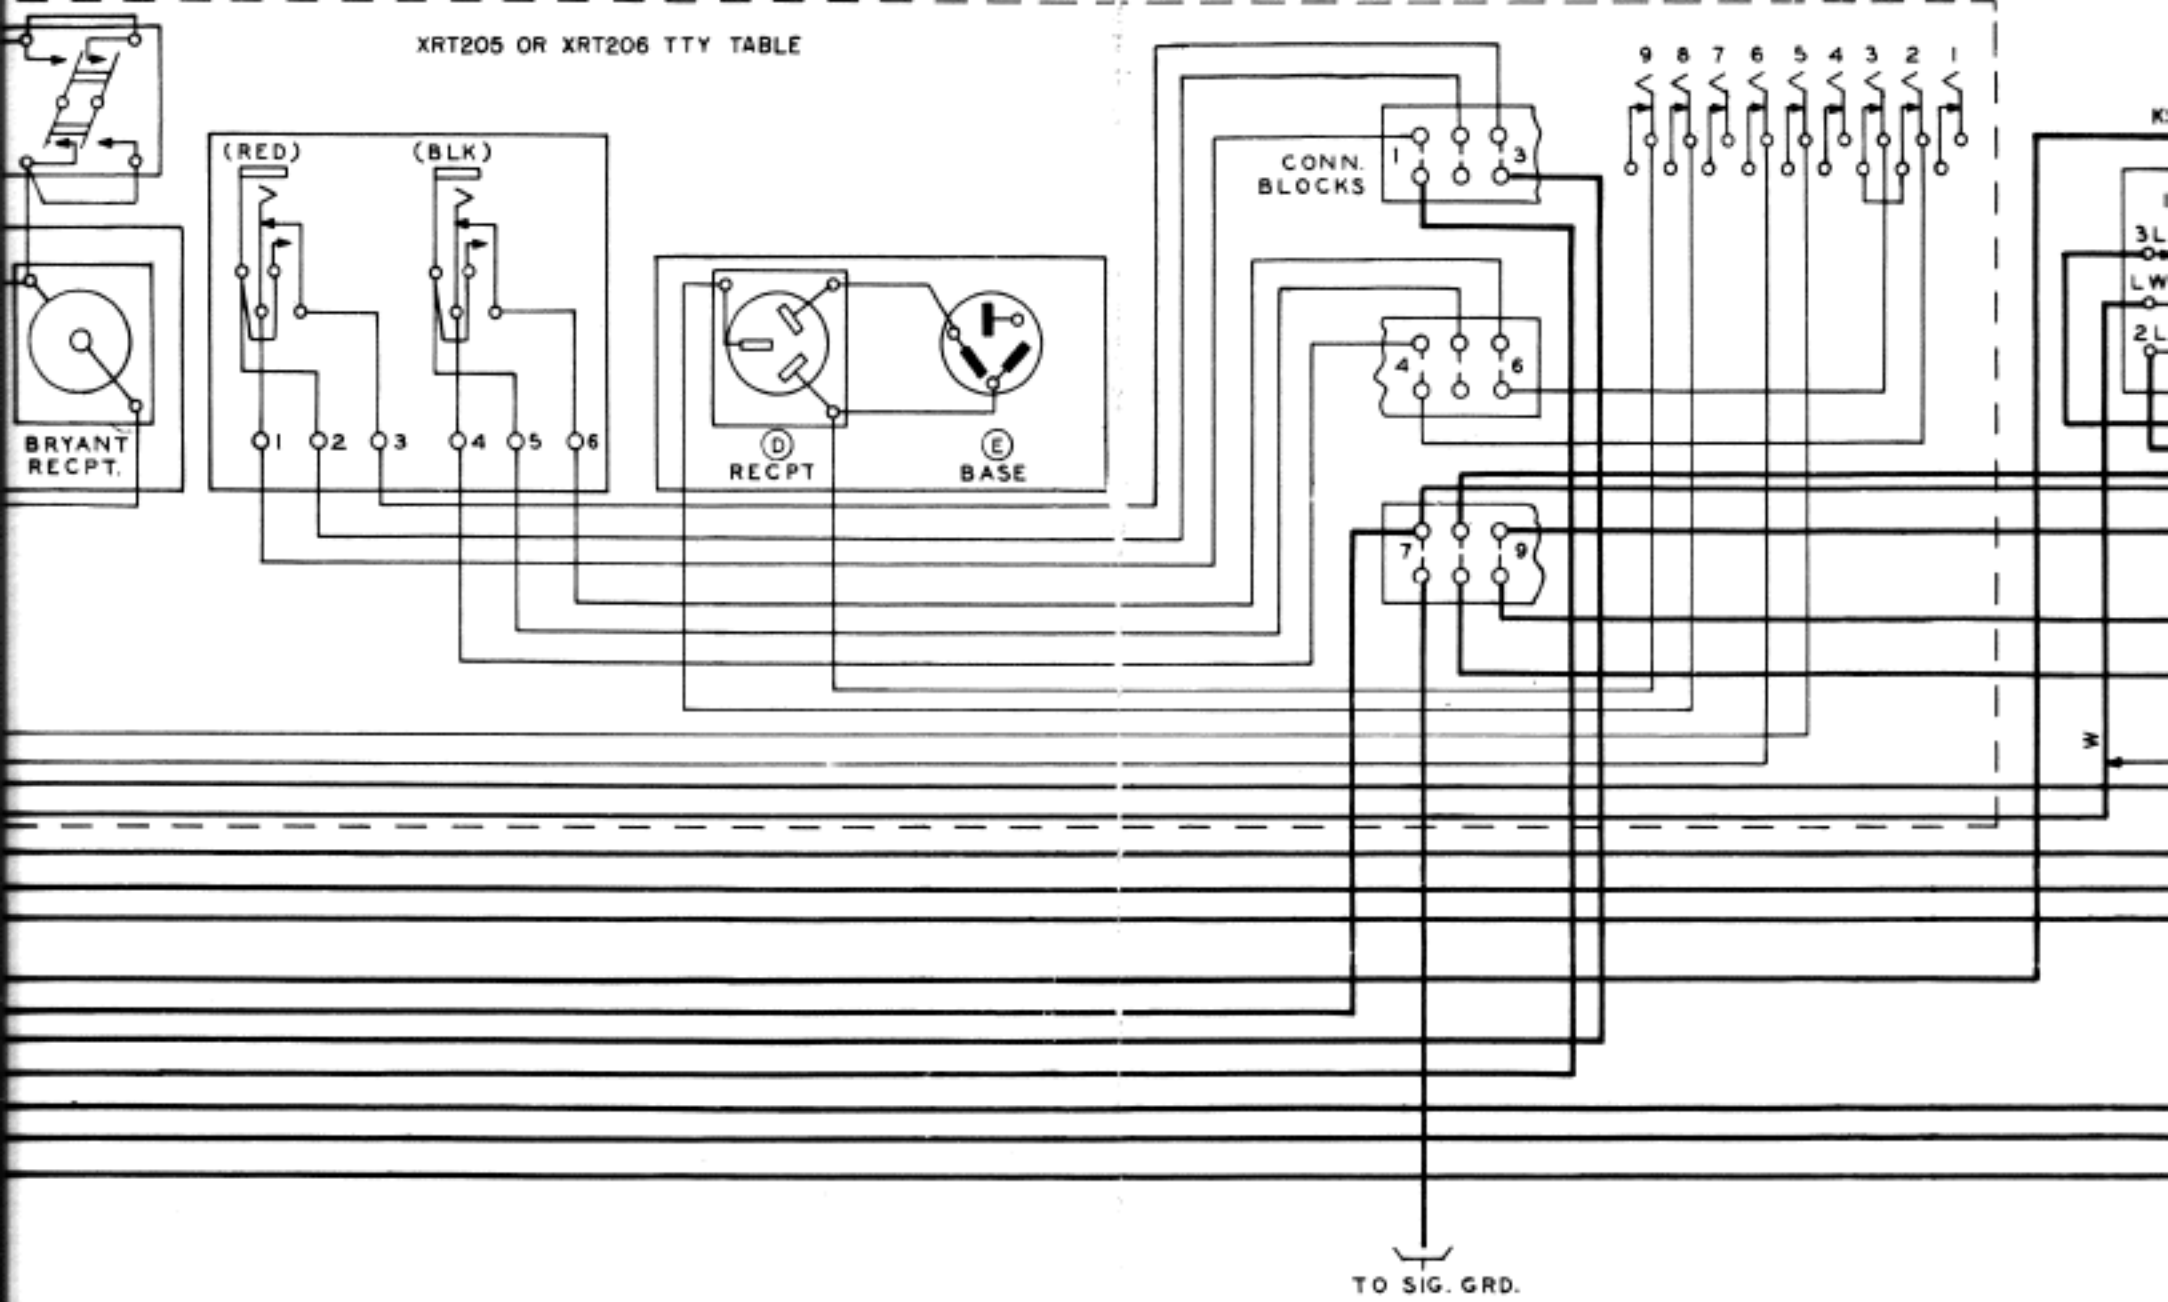 XRT205 OR XRT206 TTY TABLE
9 8 7 6 5 4 3 2 1
(RED)
(BLK)
CONN.
BLOCKS
1
3
3L
LW
2L
4
6
BRYANT
RECPT.
1 2 3 4 5 6
D
RECPT
E
BASE
7
9
W
TO SIG. GRD.